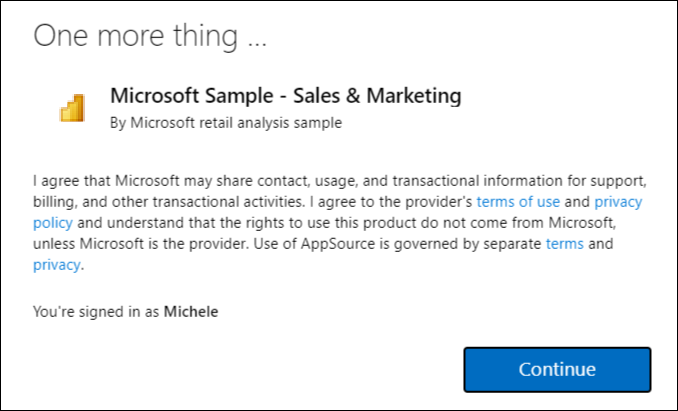 One more thing ...
Microsoft Sample - Sales & Marketing
By Microsoft retail analysis sample
I agree that Microsoft may share contact, usage, and transactional information for support,
billing, and other transactional activities. I agree to the provider's terms of use and privacy
policy and understand that the rights to use this product do not come from Microsoft,
unless Microsoft is the provider. Use of AppSource is governed by separate terms and
privacy.
You're signed in as Michele
Continue